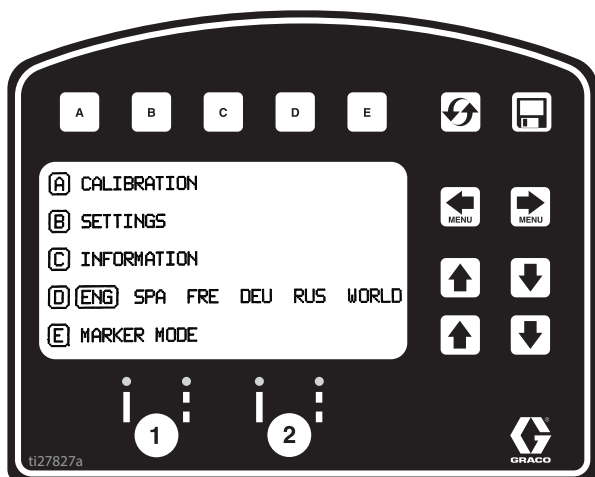 A B C D E
A CALIBRATION
MENU MENU
B SETTINGS
C INFORMATION
D ENG SPA FRE DEU RUS WORLD
E MARKER MODE
1 2
ti27827a
GRACO®